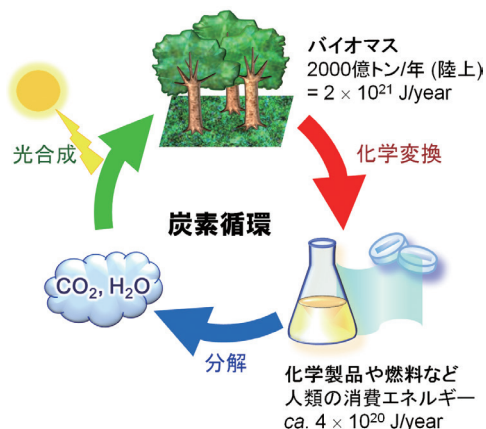 バイオマス
2000億トン/年 (陸上)
= 2 × 10²¹ J/year
光合成
化学変換
炭素循環
CO₂, H₂O
分解
化学製品や燃料など
人類の消費エネルギー
ca. 4 × 10²⁰ J/year